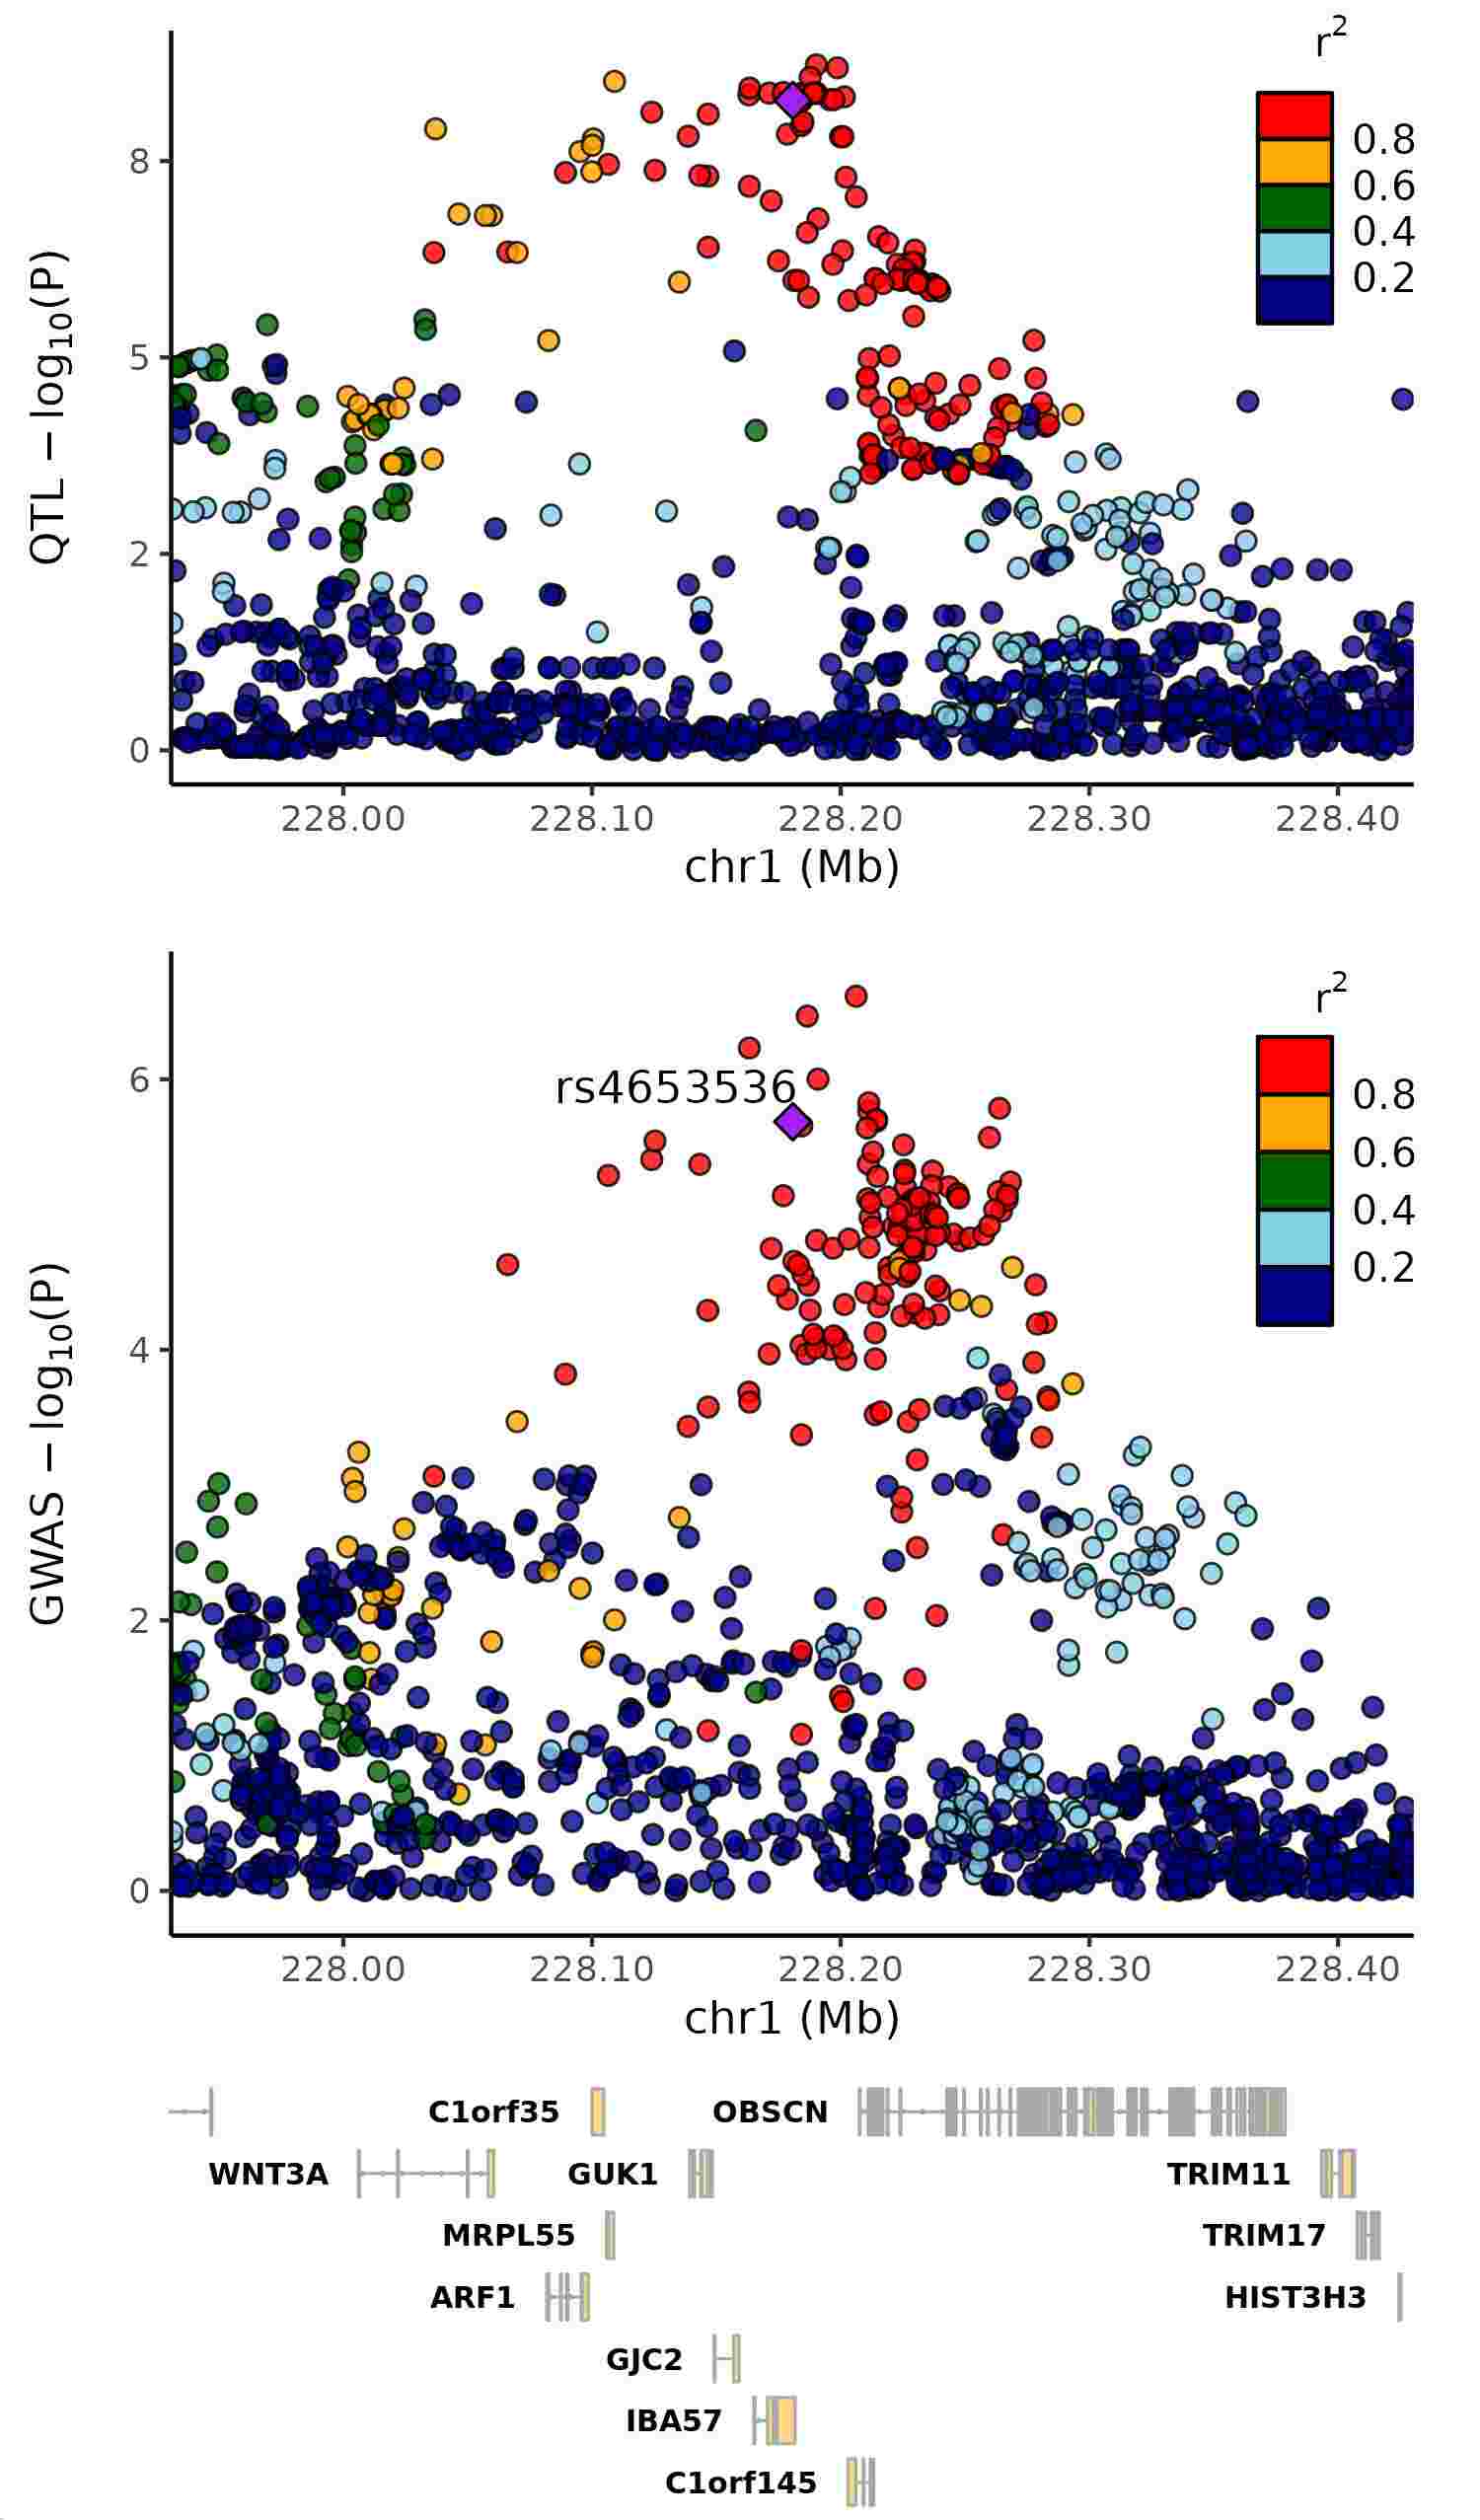 r2
0.8
0.6
0.4
0.2
QTL − log10(P)
8
5
2
0
228.00 228.10 228.20 228.30 228.40
chr1 (Mb)
r2
0.8
0.6
0.4
0.2
rs4653536
GWAS − log10(P)
6
4
2
0
228.00 228.10 228.20 228.30 228.40
chr1 (Mb)
C1orf35 OBSCN
WNT3A GUK1 TRIM11
MRPL55 TRIM17
ARF1 HIST3H3
GJC2
IBA57
C1orf145